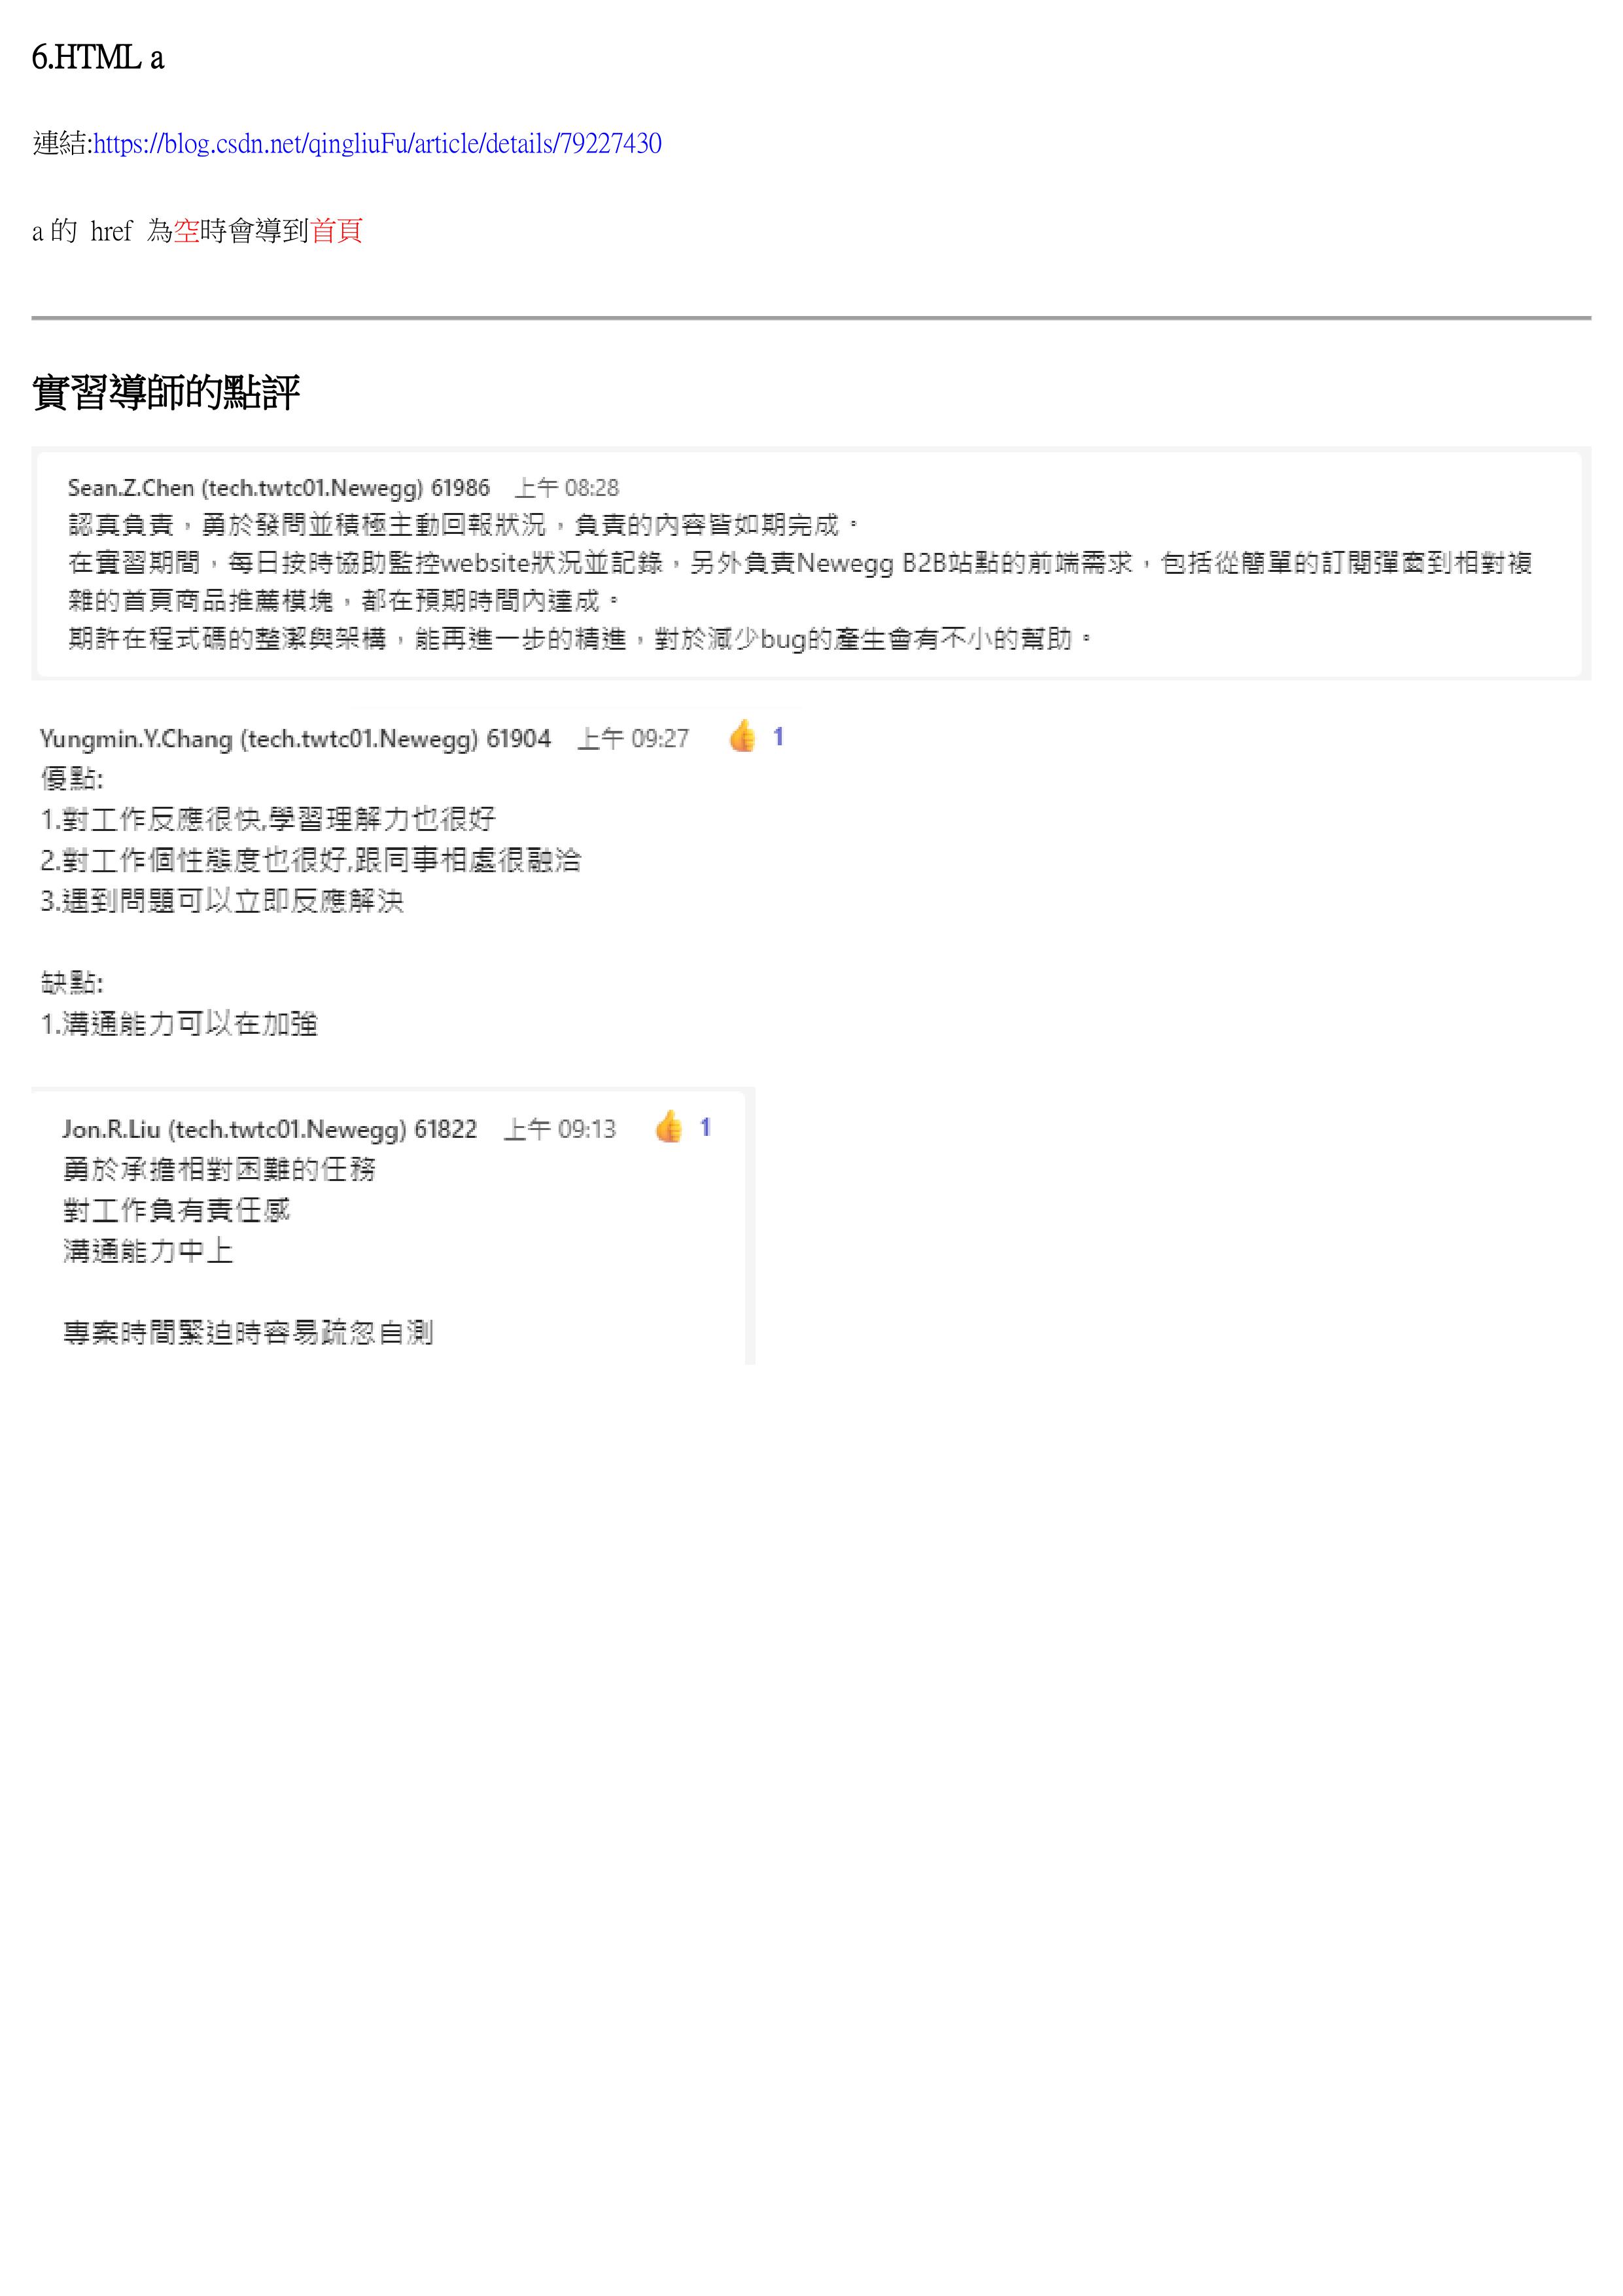 6.HTML a
連結:https://blog.csdn.net/qingliuFu/article/details/79227430
a 的 href 為空時會導到首頁
實習導師的點評
Sean.Z.Chen (tech.twtc01.Newegg) 61986 上午 08:28
認真負責，勇於發問並積極主動回報狀況，負責的內容皆如期完成。
在實習期間，每日按時協助監控website狀況並記錄，另外負責Newegg B2B站點的前端需求，包括從簡單的訂閱彈窗到相對複
雜的首頁商品推薦模塊，都在預期時間內達成。
期許在程式碼的整潔與架構，能再進一步的精進，對於減少bug的產生會有不小的幫助。
Yungmin.Y.Chang (tech.twtc01.Newegg) 61904 上午 09:27 👍 1
優點:
1.對工作反應很快,學習理解力也很好
2.對工作個性態度也很好,跟同事相處很融洽
3.遇到問題可以立即反應解決
缺點:
1.溝通能力可以在加強
Jon.R.Liu (tech.twtc01.Newegg) 61822 上午 09:13 👍 1
勇於承擔相對困難的任務
對工作負有責任感
溝通能力中上
專案時間緊迫時容易疏忽自測